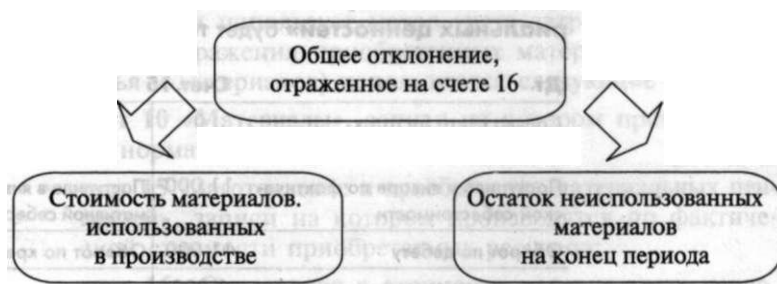 Общее отклонение,
отраженное на счете 16
Стоимость материалов.
использованных
в производстве
Остаток неиспользованных
материалов
на конец периода